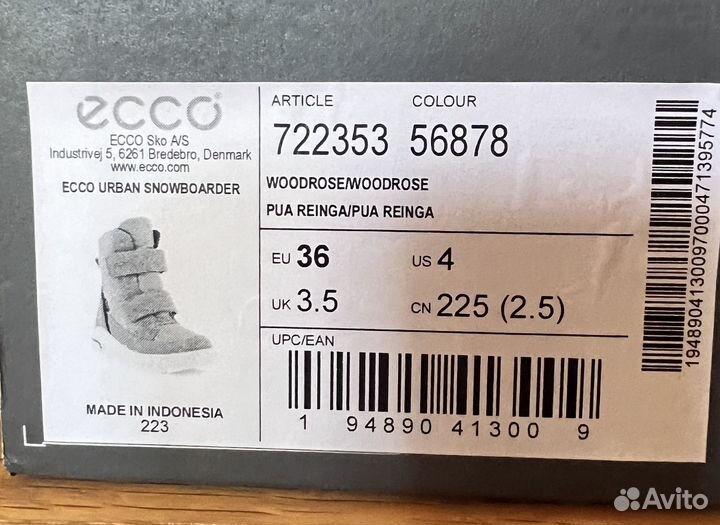 ecco
ECCO Sko A/S
Industrivej 5, 6261 Bredebro, Denmark
www.ecco.com
ECCO URBAN SNOWBOARDER
MADE IN INDONESIA
223
ARTICLE COLOUR
722353 56878
WOODROSE/WOODROSE
PUA REINGA/PUA REINGA
EU 36 US 4
UK 3.5 CN 225 (2.5)
UPC/EAN
1 94890 41300 9
1948904130097000471395774
Avito